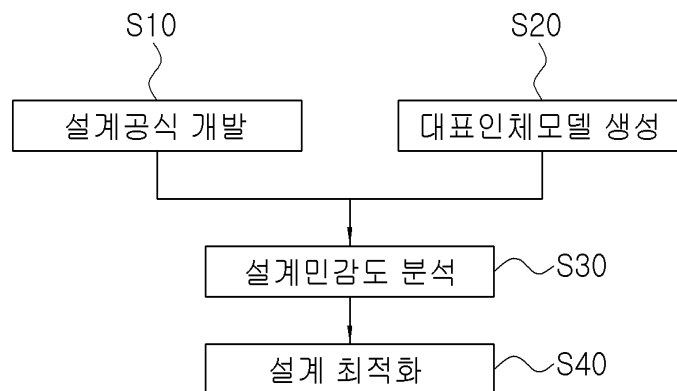 S10
S20
설계공식 개발
대표인체모델 생성
설계민감도 분석
S30
설계 최적화
S40